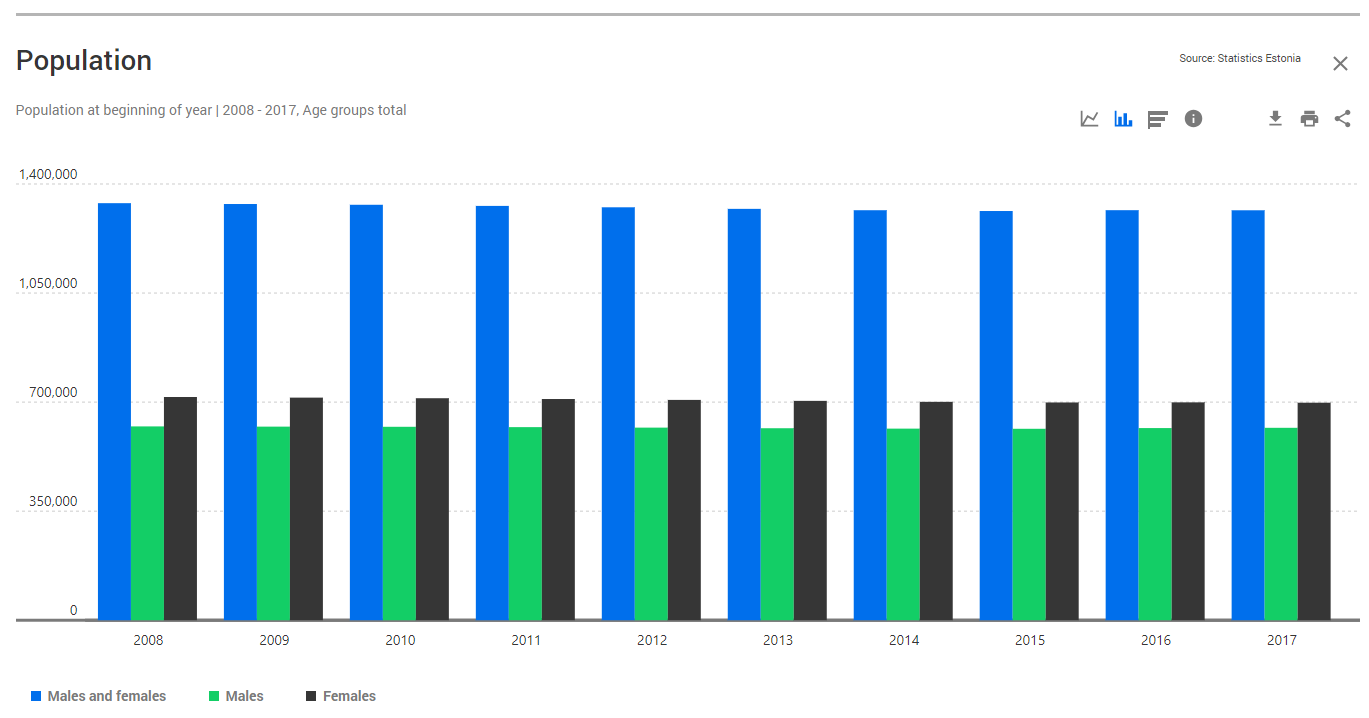 Population
Source: Statistics Estonia
Population at beginning of year | 2008 - 2017, Age groups total
1,400,000
1,050,000
700,000
350,000
0
2008 2009 2010 2011 2012 2013 2014 2015 2016 2017
Males and females Males Females